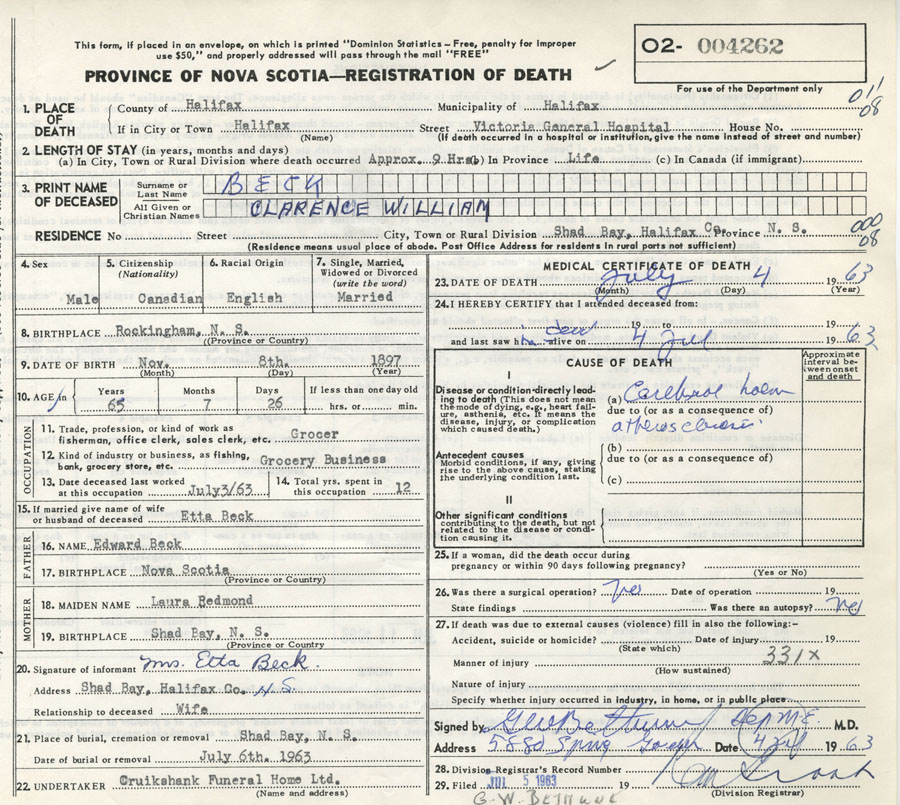 This form, if placed in an envelope, on which is printed "Dominion Statistics – Free, penalty for improper
use $50," and properly addressed will pass through the mail "FREE"
O2- 004262
PROVINCE OF NOVA SCOTIA—REGISTRATION OF DEATH
For use of the Department only
1. PLACE OF DEATH County of Halifax Municipality of Halifax
If in City or Town Halifax (Name) Street Victoria General Hospital House No.
(If death occurred in a hospital or institution, give the name instead of street and number)
2. LENGTH OF STAY (in years, months and days)
(a) In City, Town or Rural Division where death occurred Approx. 9 Hrs. (b) In Province Life (c) In Canada (if immigrant)
3. PRINT NAME OF DECEASED Surname or Last Name BECK
All Given or Christian Names CLARENCE WILLIAM
000
08
RESIDENCE No Street City, Town or Rural Division Shad Bay, Halifax Co. Province N. S.
(Residence means usual place of abode. Post Office Address for residents in rural parts not sufficient)
4. Sex Male
5. Citizenship (Nationality) Canadian
6. Racial Origin English
7. Single, Married, Widowed or Divorced (write the word) Married
8. BIRTHPLACE Rockingham, N. S.
(Province or Country)
9. DATE OF BIRTH Nov. 8th. 1897
(Month) (Day) (Year)
10. AGE in Years 65 Months 7 Days 26 If less than one day old hrs. or min.
OCCUPATION
11. Trade, profession, or kind of work as
fisherman, office clerk, sales clerk, etc. Grocer
12. Kind of industry or business, as fishing,
bank, grocery store, etc. Grocery Business
13. Date deceased last worked at this occupation July3/63
14. Total yrs. spent in this occupation 12
15. If married give name of wife
or husband of deceased Etta Beck
FATHER
16. NAME Edward Beck
17. BIRTHPLACE Nova Scotia
(Province or Country)
MOTHER
18. MAIDEN NAME Laura Redmond
19. BIRTHPLACE Shad Bay, N. S.
(Province or Country)
20. Signature of informant Mrs. Etta Beck.
Address Shad Bay, Halifax Co. N.S.
Relationship to deceased Wife
21. Place of burial, cremation or removal Shad Bay, N. S.
Date of burial or removal July 6th. 1963
22. UNDERTAKER Cruikshank Funeral Home Ltd.
(Name and address)
MEDICAL CERTIFICATE OF DEATH
23. DATE OF DEATH July 4 1963
(Month) (Day) (Year)
24. I HEREBY CERTIFY that I attended deceased from:
19 to 19
and last saw h dead alive on 4 Jul 1963
CAUSE OF DEATH
Approximate interval between onset and death
I
Disease or condition directly leading to death (This does not mean the mode of dying, e.g., heart failure, asthenia, etc. It means the disease, injury, or complication which caused death.)
(a) Cerebral haem
due to (or as a consequence of)
atherosclerosis
Antecedent causes
Morbid conditions, if any, giving rise to the above cause, stating the underlying condition last.
(b)
due to (or as a consequence of)
(c)
II
Other significant conditions
contributing to the death, but not related to the disease or condition causing it.
25. If a woman, did the death occur during
pregnancy or within 90 days following pregnancy?
(Yes or No)
26. Was there a surgical operation? no Date of operation 19
State findings Was there an autopsy? no
27. If death was due to external causes (violence) fill in also the following:-
Accident, suicide or homicide? Date of injury 19
(State which)
Manner of injury 331X
(How sustained)
Nature of injury
Specify whether injury occurred in industry, in home, or in public place
Signed by Dep M.E. M.D.
Address 5880 Spring Garden Date 4 Jul 1963
28. Division Registrar's Record Number
29. Filed JUL 5 1963 19
(Division Registrar)
G. W. BETHUNE